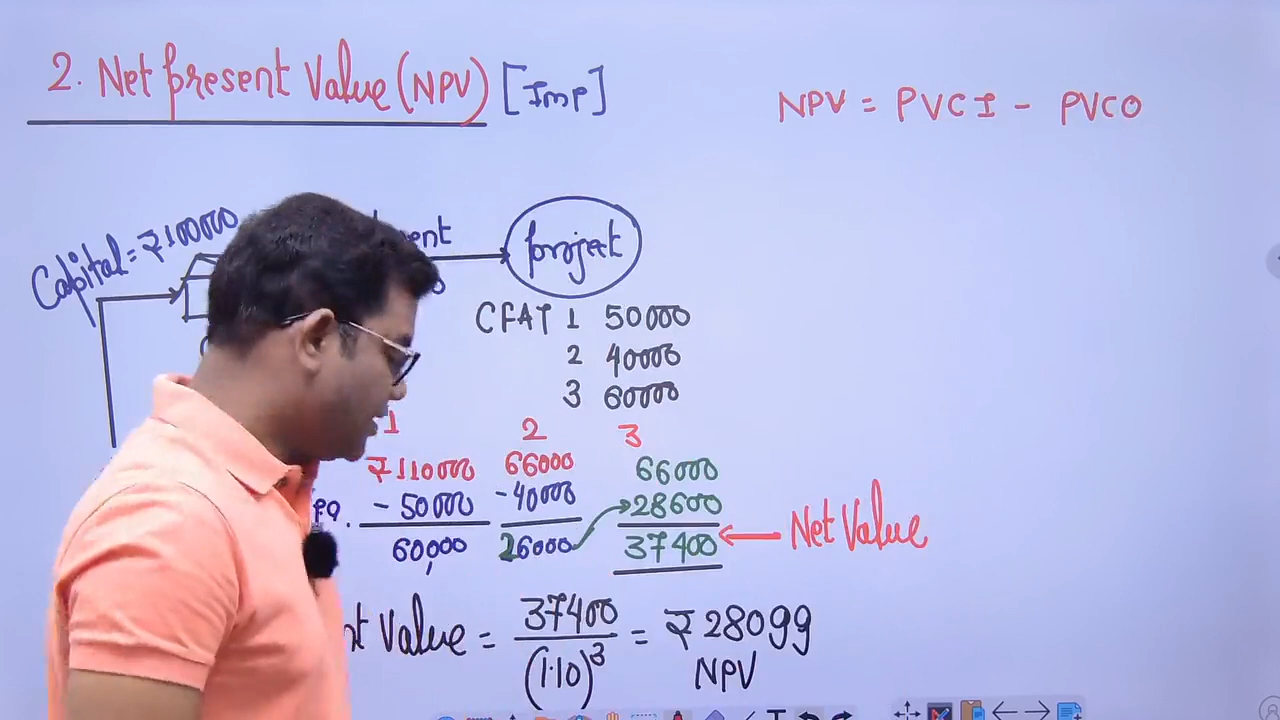 2. Net Present Value (NPV) [Imp]
NPV = PVCI - PVCO
Capital = ₹100000
project
CFAT 1 50000
2 40000
3 60000
1 2 3
₹110000 66000 66000
- 50000 - 40000 28600
60,000 26000 37400 ← Net Value
Value = 37400 / (1.10)³ = ₹28099
NPV